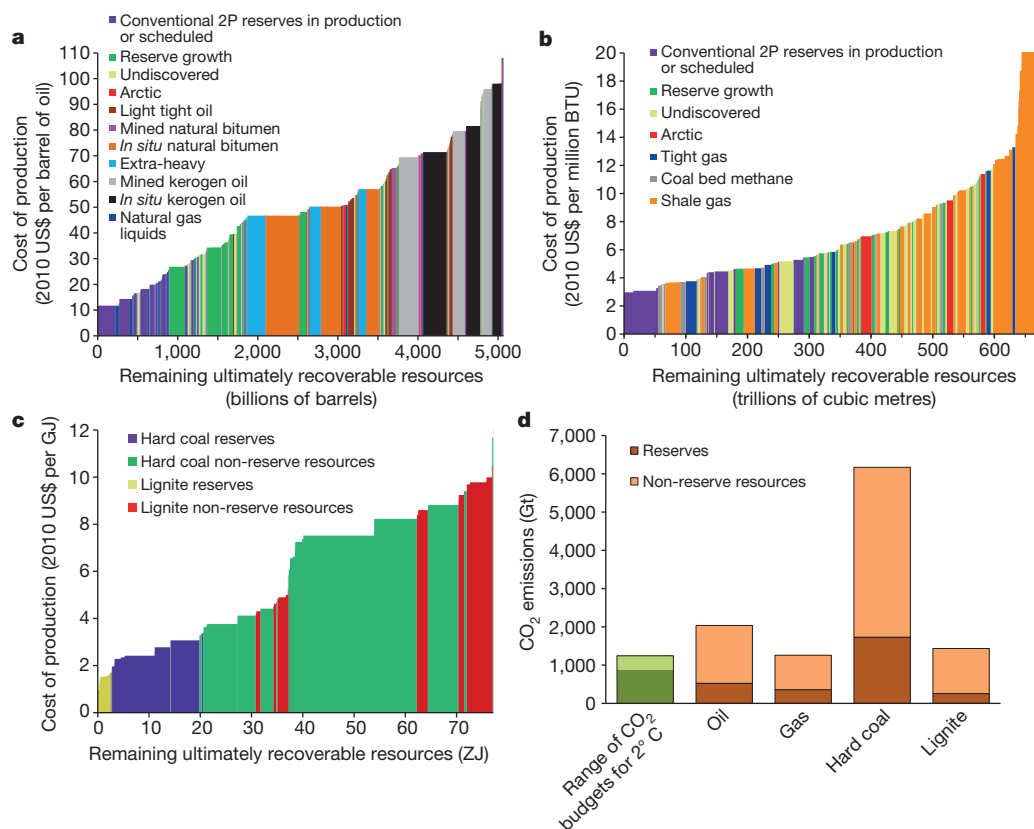 a
Conventional 2P reserves in production
or scheduled
Reserve growth
Undiscovered
Arctic
Light tight oil
Mined natural bitumen
In situ natural bitumen
Extra-heavy
Mined kerogen oil
In situ kerogen oil
Natural gas
liquids
Cost of production
(2010 US$ per barrel of oil)
110
100
90
80
70
60
50
40
30
20
10
0
0
1,000
2,000
3,000
4,000
5,000
Remaining ultimately recoverable resources
(billions of barrels)
b
Conventional 2P reserves in production
or scheduled
Reserve growth
Undiscovered
Arctic
Tight gas
Coal bed methane
Shale gas
Cost of production
(2010 US$ per million BTU)
20
18
16
14
12
10
8
6
4
2
0
0
100
200
300
400
500
600
Remaining ultimately recoverable resources
(trillions of cubic metres)
c
Hard coal reserves
Hard coal non-reserve resources
Lignite reserves
Lignite non-reserve resources
Cost of production (2010 US$ per GJ)
12
10
8
6
4
2
0
0
10
20
30
40
50
60
70
Remaining ultimately recoverable resources (ZJ)
d
Reserves
Non-reserve resources
CO2 emissions (Gt)
7,000
6,000
5,000
4,000
3,000
2,000
1,000
0
Range of CO2
budgets for 2° C
Oil
Gas
Hard coal
Lignite